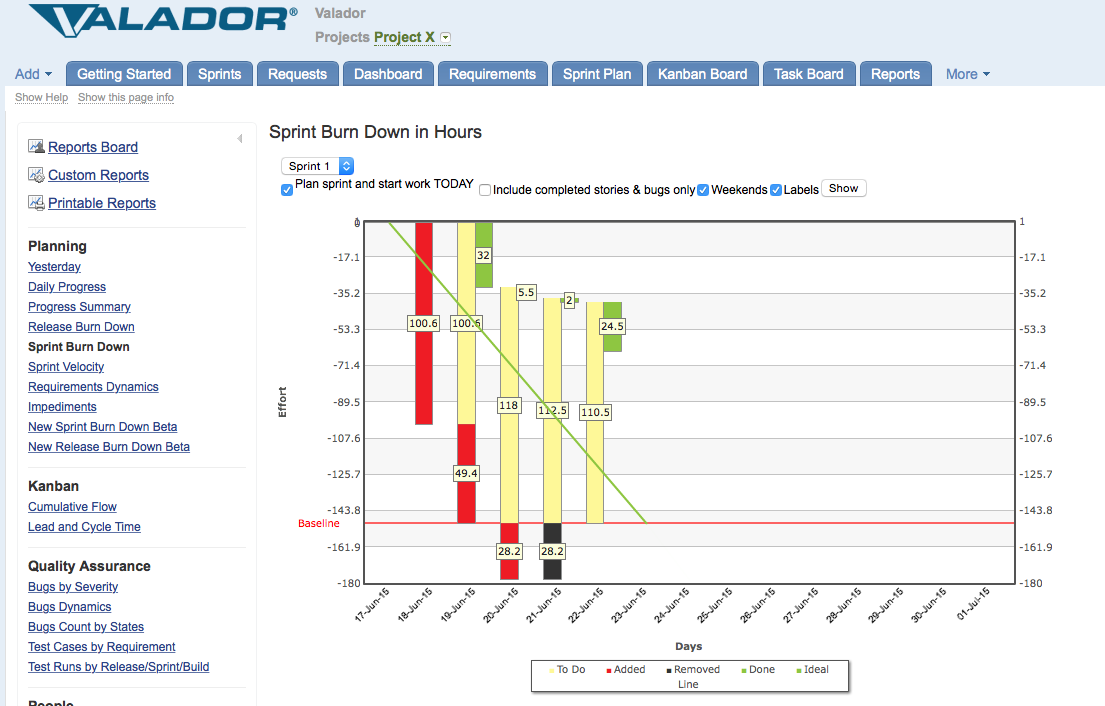 VALADOR®
Valador
Projects Project X
Add Getting Started Sprints Requests Dashboard Requirements Sprint Plan Kanban Board Task Board Reports More
Show Help Show this page info
Reports Board
Custom Reports
Printable Reports
Planning
Yesterday
Daily Progress
Progress Summary
Release Burn Down
Sprint Burn Down
Sprint Velocity
Requirements Dynamics
Impediments
New Sprint Burn Down Beta
New Release Burn Down Beta
Kanban
Cumulative Flow
Lead and Cycle Time
Quality Assurance
Bugs by Severity
Bugs Dynamics
Bugs Count by States
Test Cases by Requirement
Test Runs by Release/Sprint/Build
People
Sprint Burn Down in Hours
Sprint 1
Plan sprint and start work TODAY Include completed stories & bugs only Weekends Labels Show
1 1
0
-17.1 32 -17.1
-35.2 5.5 2 -35.2
-53.3 100.6 100.6 24.5 -53.3
-71.4 -71.4
Effort
-89.5 118 112.5 110.5 -89.5
-107.6 -107.6
-125.7 49.4 -125.7
-143.8 -143.8
Baseline
-161.9 28.2 28.2 -161.9
-180 -180
17-Jun-15 18-Jun-15 19-Jun-15 20-Jun-15 21-Jun-15 22-Jun-15 23-Jun-15 24-Jun-15 25-Jun-15 26-Jun-15 27-Jun-15 28-Jun-15 29-Jun-15 30-Jun-15 01-Jul-15
Days
To Do Added Removed Done Ideal
Line